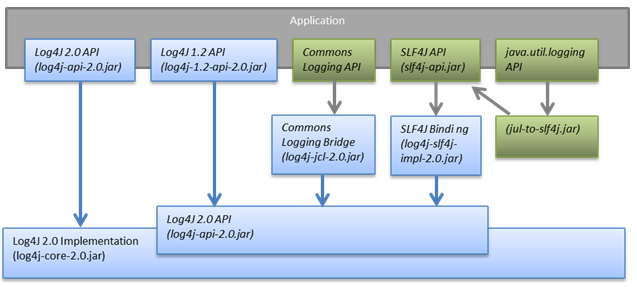 Application
Log4J 2.0 API
(log4j-api-2.0.jar)
Log4J 1.2 API
(log4j-1.2-api-2.0.jar)
Commons
Logging API
SLF4J API
(slf4j-api.jar)
java.util.logging
API
Commons
Logging Bridge
(log4j-jcl-2.0.jar)
SLF4J Binding
(log4j-slf4j-
impl-2.0.jar)
(jul-to-slf4j.jar)
Log4J 2.0 API
(log4j-api-2.0.jar)
Log4J 2.0 Implementation
(log4j-core-2.0.jar)